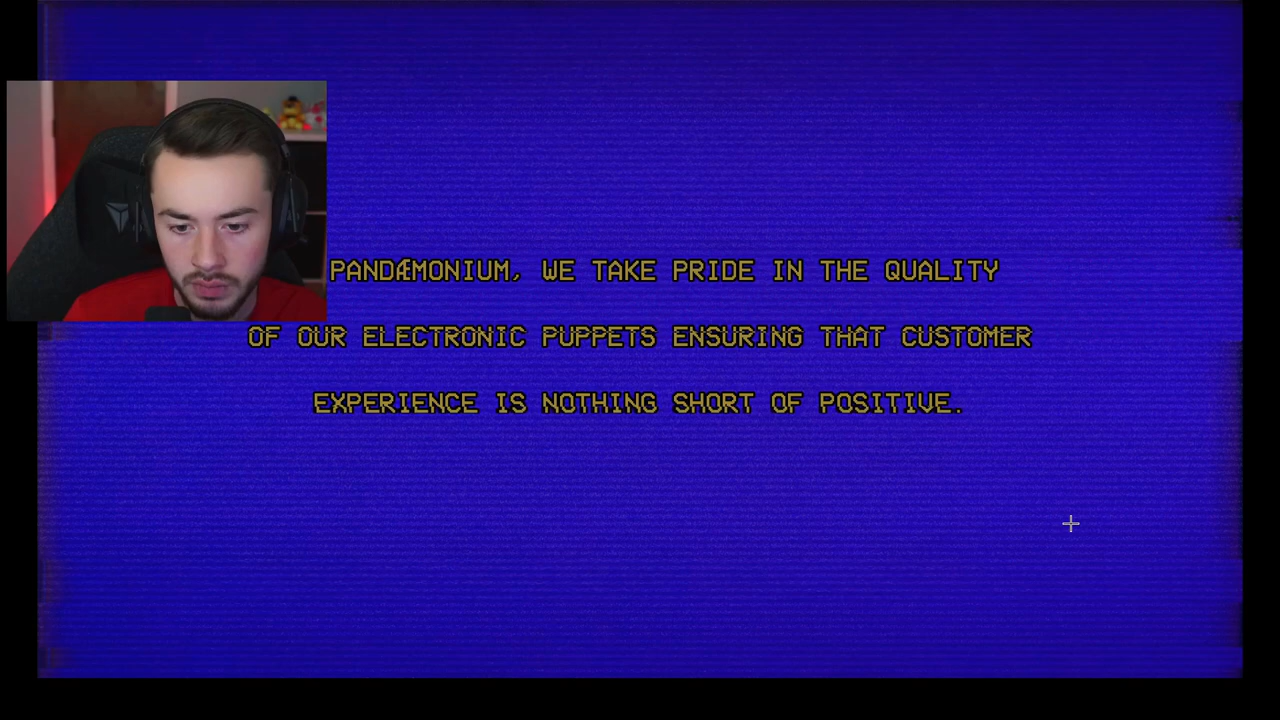 PANDÆMONIUM, WE TAKE PRIDE IN THE QUALITY
OF OUR ELECTRONIC PUPPETS ENSURING THAT CUSTOMER
EXPERIENCE IS NOTHING SHORT OF POSITIVE.